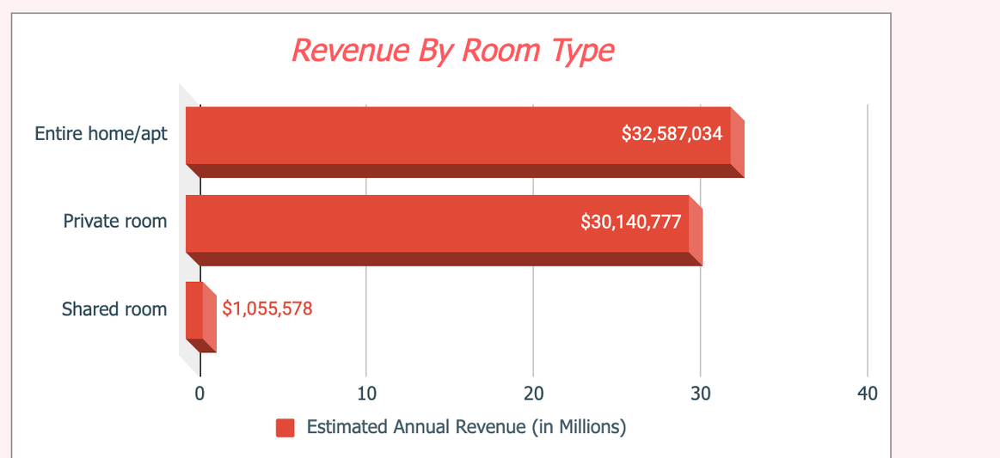 Revenue By Room Type
Entire home/apt
$32,587,034
Private room
$30,140,777
Shared room
$1,055,578
0 10 20 30 40
Estimated Annual Revenue (in Millions)